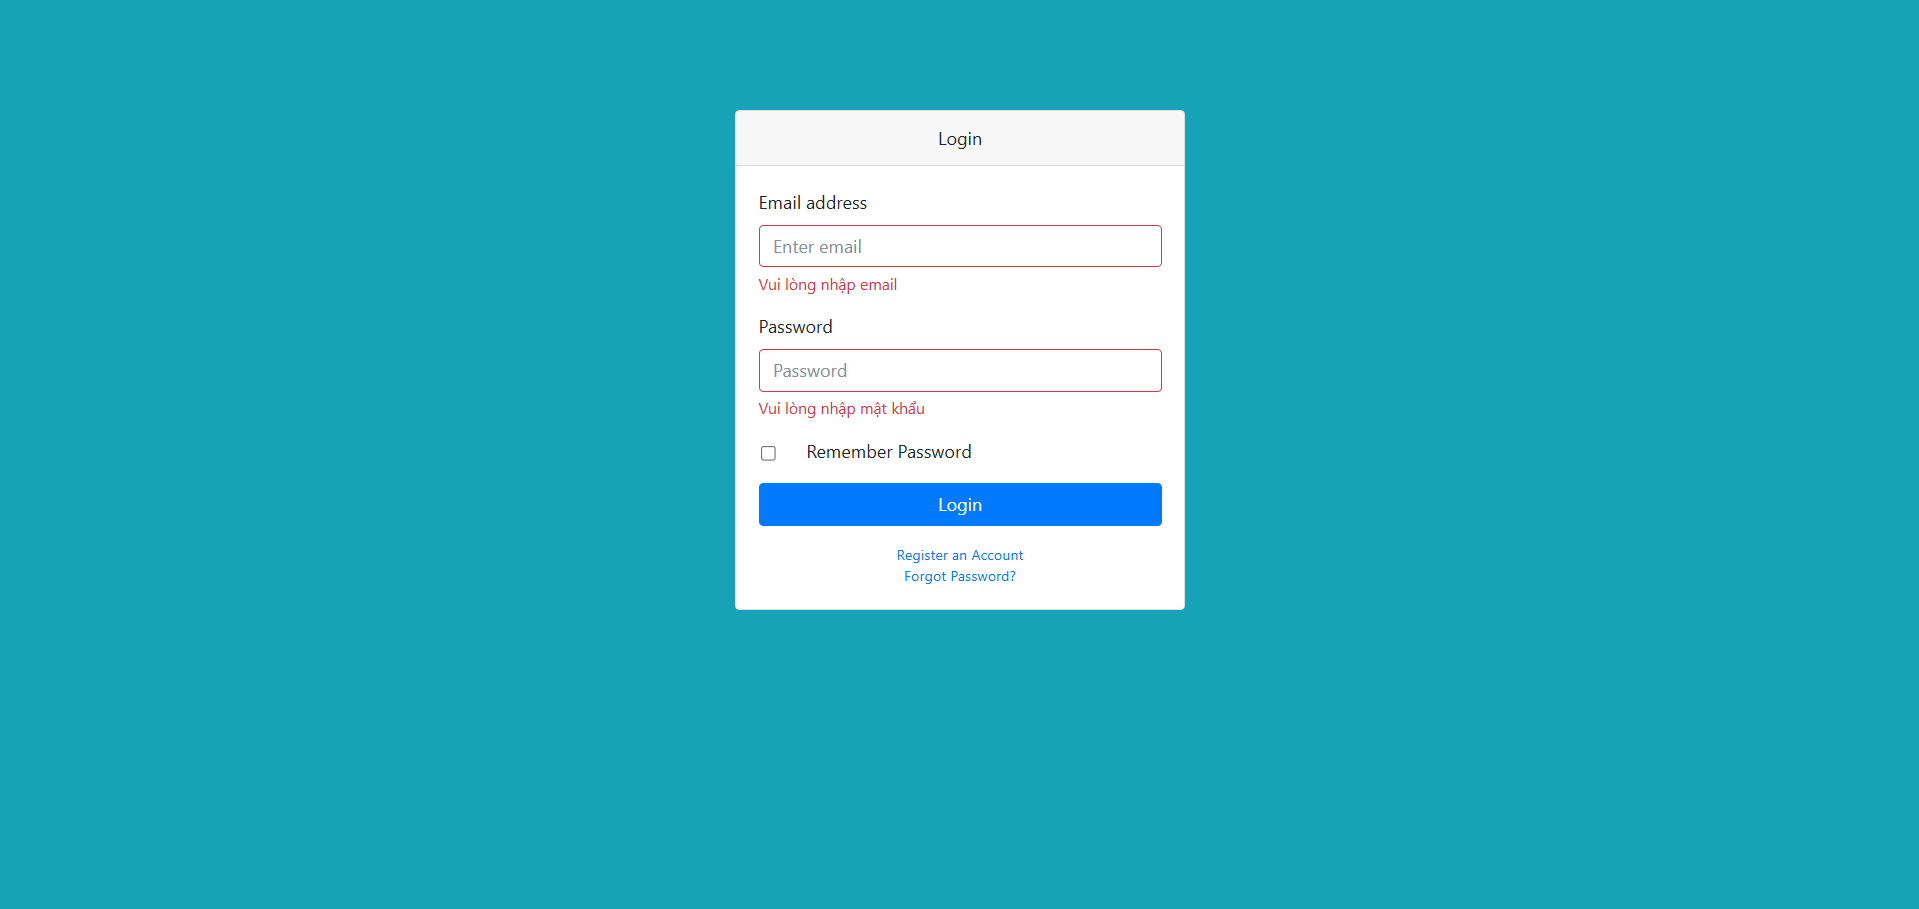 Login
Email address
Enter email
Vui lòng nhập email
Password
Password
Vui lòng nhập mật khẩu
Remember Password
Login
Register an Account
Forgot Password?